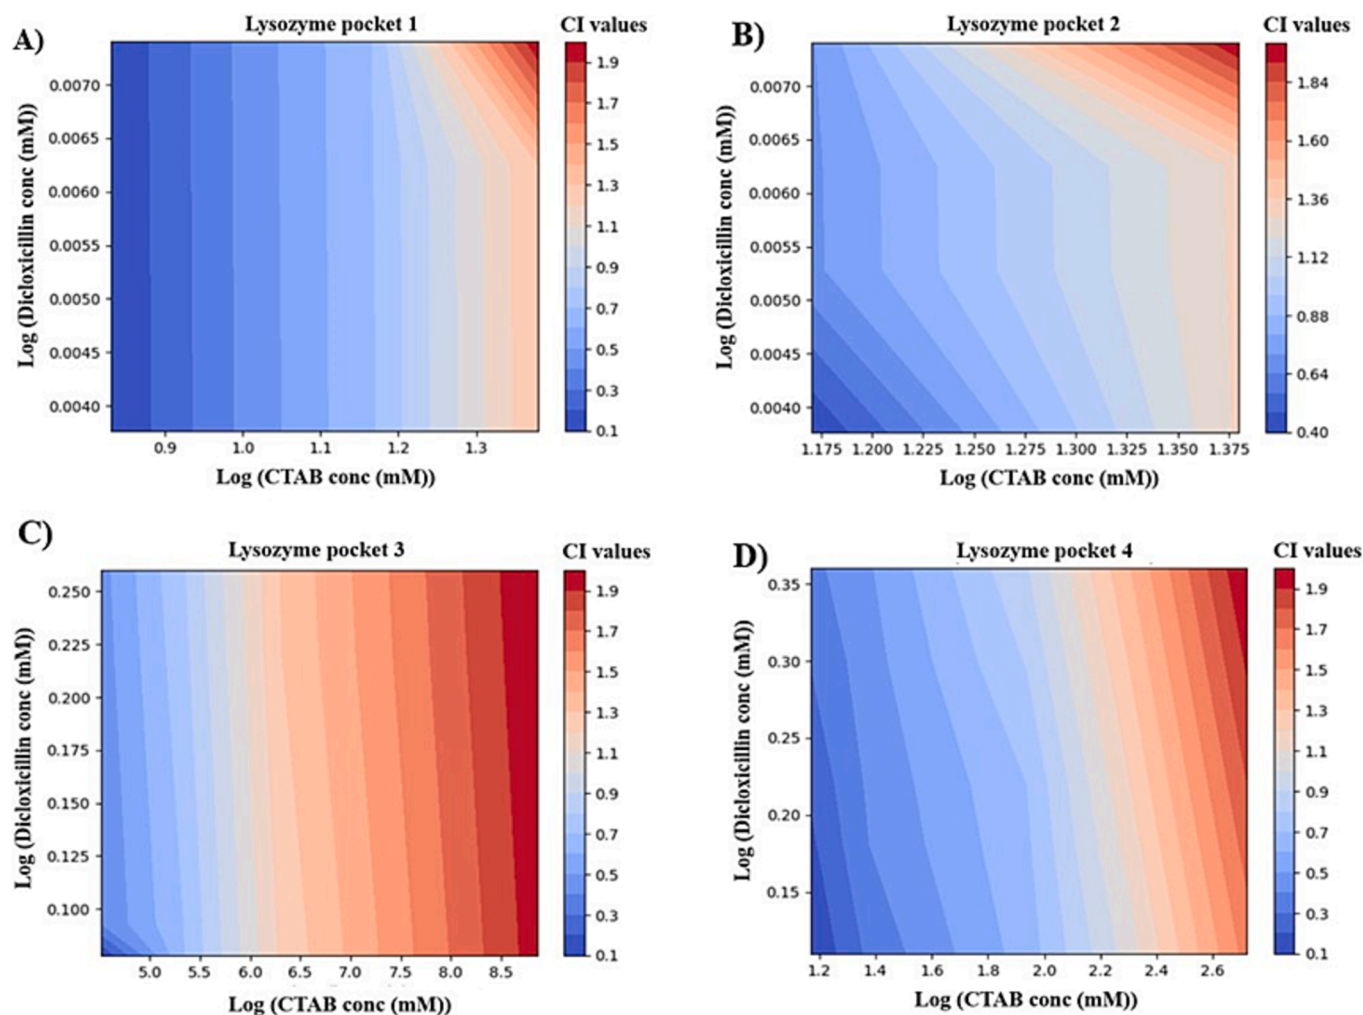 A)
Lysozyme pocket 1
CI values
Log (Dicloxicillin conc (mM))
0.0070
0.0065
0.0060
0.0055
0.0050
0.0045
0.0040
0.9 1.0 1.1 1.2 1.3
Log (CTAB conc (mM))
1.9
1.7
1.5
1.3
1.1
0.9
0.7
0.5
0.3
0.1
B)
Lysozyme pocket 2
CI values
Log (Dicloxicillin conc (mM))
0.0070
0.0065
0.0060
0.0055
0.0050
0.0045
0.0040
1.175 1.200 1.225 1.250 1.275 1.300 1.325 1.350 1.375
Log (CTAB conc (mM))
1.84
1.60
1.36
1.12
0.88
0.64
0.40
C)
Lysozyme pocket 3
CI values
Log (Dicloxicillin conc (mM))
0.250
0.225
0.200
0.175
0.150
0.125
0.100
5.0 5.5 6.0 6.5 7.0 7.5 8.0 8.5
Log (CTAB conc (mM))
1.9
1.7
1.5
1.3
1.1
0.9
0.7
0.5
0.3
0.1
D)
Lysozyme pocket 4
CI values
Log (Dicloxicillin conc (mM))
0.35
0.30
0.25
0.20
0.15
1.2 1.4 1.6 1.8 2.0 2.2 2.4 2.6
Log (CTAB conc (mM))
1.9
1.7
1.5
1.3
1.1
0.9
0.7
0.5
0.3
0.1